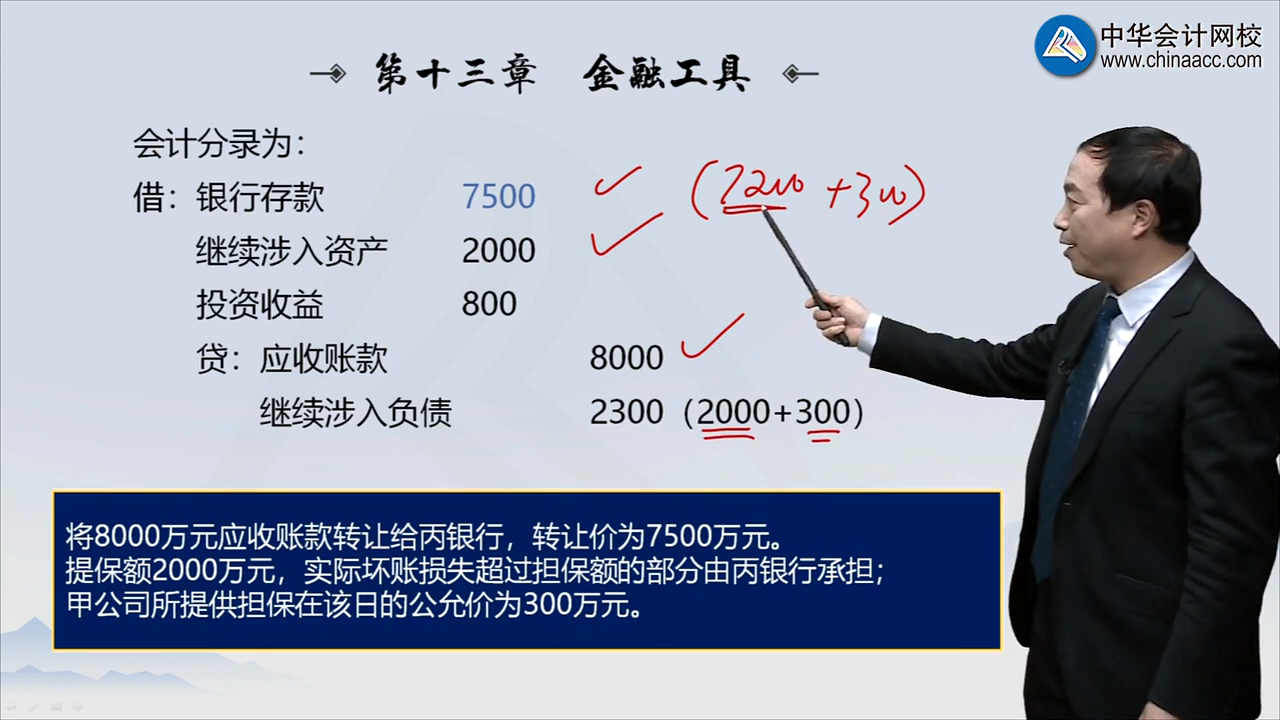 中华会计网校
www.chinaacc.com
第十三章 金融工具
会计分录为：
借：银行存款 7500 (7200+300)
继续涉入资产 2000
投资收益 800
贷：应收账款 8000
继续涉入负债 2300（2000+300）
将8000万元应收账款转让给丙银行，转让价为7500万元。
提保额2000万元，实际坏账损失超过担保额的部分由丙银行承担；
甲公司所提供担保在该日的公允价为300万元。